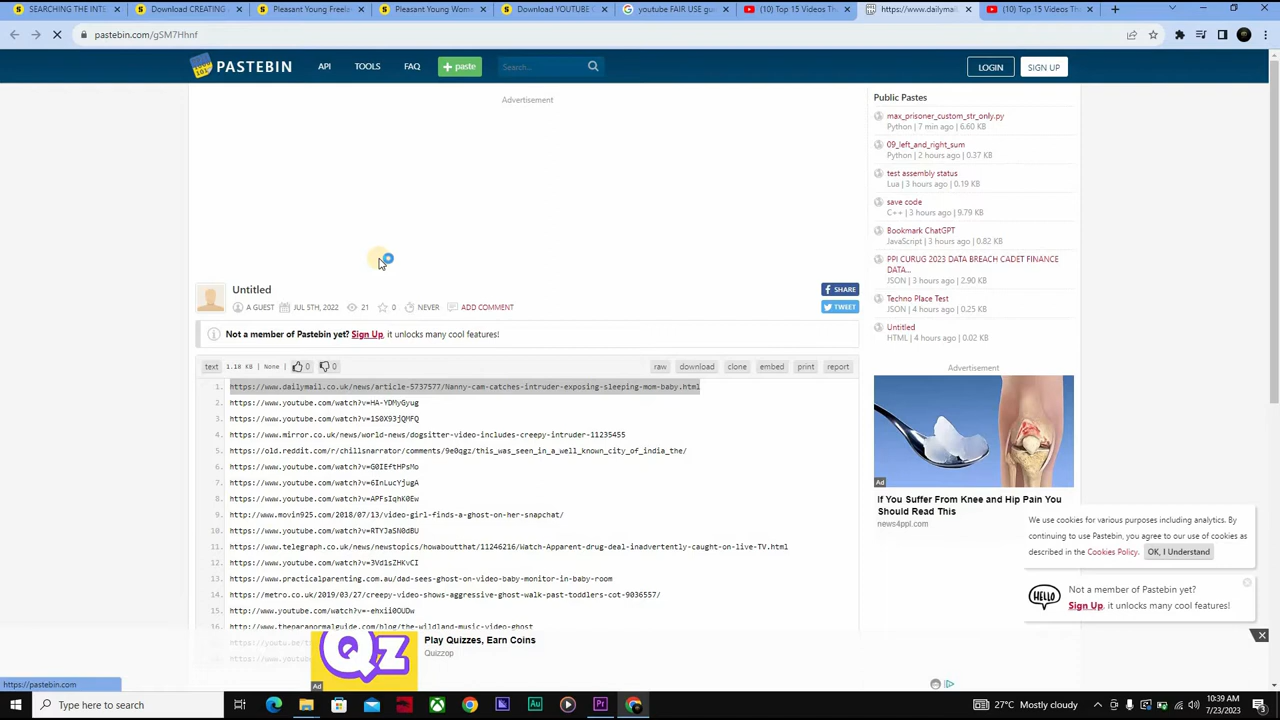 SEARCHING THE INTE
Download CREATING
Pleasant Young Freela
Pleasant Young Wom
Download YOUTUBE
youtube FAIR USE gui
(10) Top 15 Videos Th
https://www.dailymai
(10) Top 15 Videos Th
pastebin.com/gSM7Hhnf
PASTEBIN
API
TOOLS
FAQ
+ paste
Search...
LOGIN
SIGN UP
Advertisement
Untitled
A GUEST
JUL 5TH, 2022
21
0
NEVER
ADD COMMENT
SHARE
TWEET
Not a member of Pastebin yet? Sign Up, it unlocks many cool features!
text 1.18 KB | None | 0 0
raw download clone embed print report
1. https://www.dailymail.co.uk/news/article-5737577/Nanny-cam-catches-intruder-exposing-sleeping-mom-baby.html
2. https://www.youtube.com/watch?v=HA-YDMyGyug
3. https://www.youtube.com/watch?v=1S0X93jQMFQ
4. https://www.mirror.co.uk/news/world-news/dogsitter-video-includes-creepy-intruder-11235455
5. https://old.reddit.com/r/chillsnarrator/comments/9e0qgz/this_was_seen_in_a_well_known_city_of_india_the/
6. https://www.youtube.com/watch?v=G0IEftHPsMo
7. https://www.youtube.com/watch?v=6InLucYjugA
8. https://www.youtube.com/watch?v=APFsIqhK0Ew
9. http://www.movin925.com/2018/07/13/video-girl-finds-a-ghost-on-her-snapchat/
10. https://www.youtube.com/watch?v=RTYJaSN0dBU
11. https://www.telegraph.co.uk/news/newstopics/howaboutthat/11246216/Watch-Apparent-drug-deal-inadvertently-caught-on-live-TV.html
12. https://www.youtube.com/watch?v=3Vd1sZHKvCI
13. https://www.practicalparenting.com.au/dad-sees-ghost-on-video-baby-monitor-in-baby-room
14. https://metro.co.uk/2019/03/27/creepy-video-shows-aggressive-ghost-walk-past-toddlers-cot-9036557/
15. http://www.youtube.com/watch?v=-ehxii0OUDw
16. http://www.theparanormalguide.com/blog/the-wildland-music-video-ghost
Public Pastes
max_prisoner_custom_str_only.py
Python | 7 min ago | 6.60 KB
09_left_and_right_sum
Python | 2 hours ago | 0.37 KB
test assembly status
Lua | 3 hours ago | 0.19 KB
save code
C++ | 3 hours ago | 9.79 KB
Bookmark ChatGPT
JavaScript | 3 hours ago | 0.82 KB
PPI CURUG 2023 DATA BREACH CADET FINANCE
DATA...
JSON | 3 hours ago | 2.90 KB
Techno Place Test
JSON | 4 hours ago | 0.25 KB
Untitled
HTML | 4 hours ago | 0.02 KB
Advertisement
Ad
If You Suffer From Knee and Hip Pain You
Should Read This
news4ppl.com
We use cookies for various purposes including analytics. By
continuing to use Pastebin, you agree to our use of cookies as
described in the Cookies Policy. OK, I Understand
HELLO
Not a member of Pastebin yet?
Sign Up, it unlocks many cool features!
QZ
Ad
Play Quizzes, Earn Coins
Quizzop
https://pastebin.com
Type here to search
Au
Pr
27°C Mostly cloudy
10:39 AM
7/23/2023